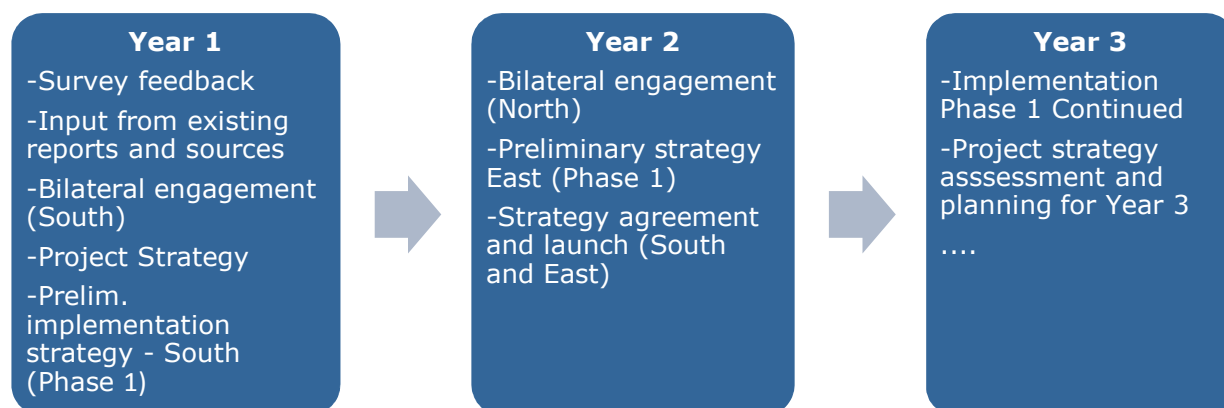 Year 1
-Survey feedback
-Input from existing
reports and sources
-Bilateral engagement
(South)
-Project Strategy
-Prelim.
implementation
strategy - South
(Phase 1)
Year 2
-Bilateral engagement
(North)
-Preliminary strategy
East (Phase 1)
-Strategy agreement
and launch (South
and East)
Year 3
-Implementation
Phase 1 Continued
-Project strategy
asssessment and
planning for Year 3
....